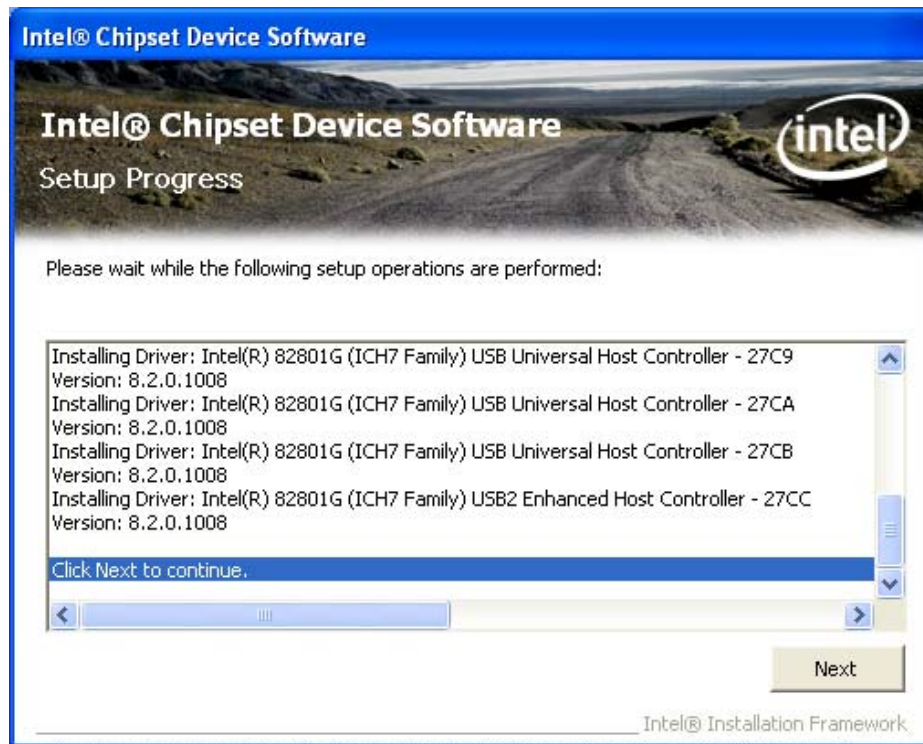 Intel® Chipset Device Software
Intel® Chipset Device Software
intel
Setup Progress
Please wait while the following setup operations are performed:
Installing Driver: Intel(R) 82801G (ICH7 Family) USB Universal Host Controller - 27C9
Version: 8.2.0.1008
Installing Driver: Intel(R) 82801G (ICH7 Family) USB Universal Host Controller - 27CA
Version: 8.2.0.1008
Installing Driver: Intel(R) 82801G (ICH7 Family) USB Universal Host Controller - 27CB
Version: 8.2.0.1008
Installing Driver: Intel(R) 82801G (ICH7 Family) USB2 Enhanced Host Controller - 27CC
Version: 8.2.0.1008
Click Next to continue.
Next
Intel® Installation Framework